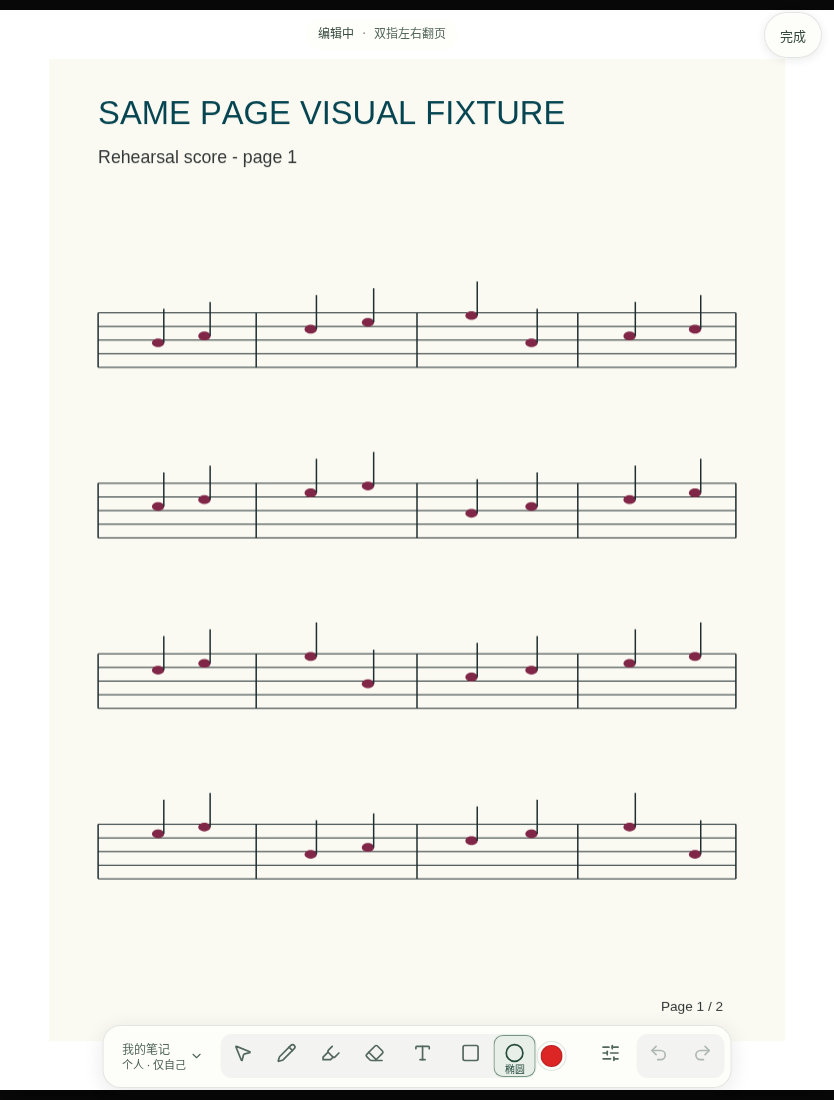 编辑中 · 双指左右翻页
完成
SAME PAGE VISUAL FIXTURE
Rehearsal score - page 1
Page 1 / 2
我的笔记
个人 · 仅自己
椭圆